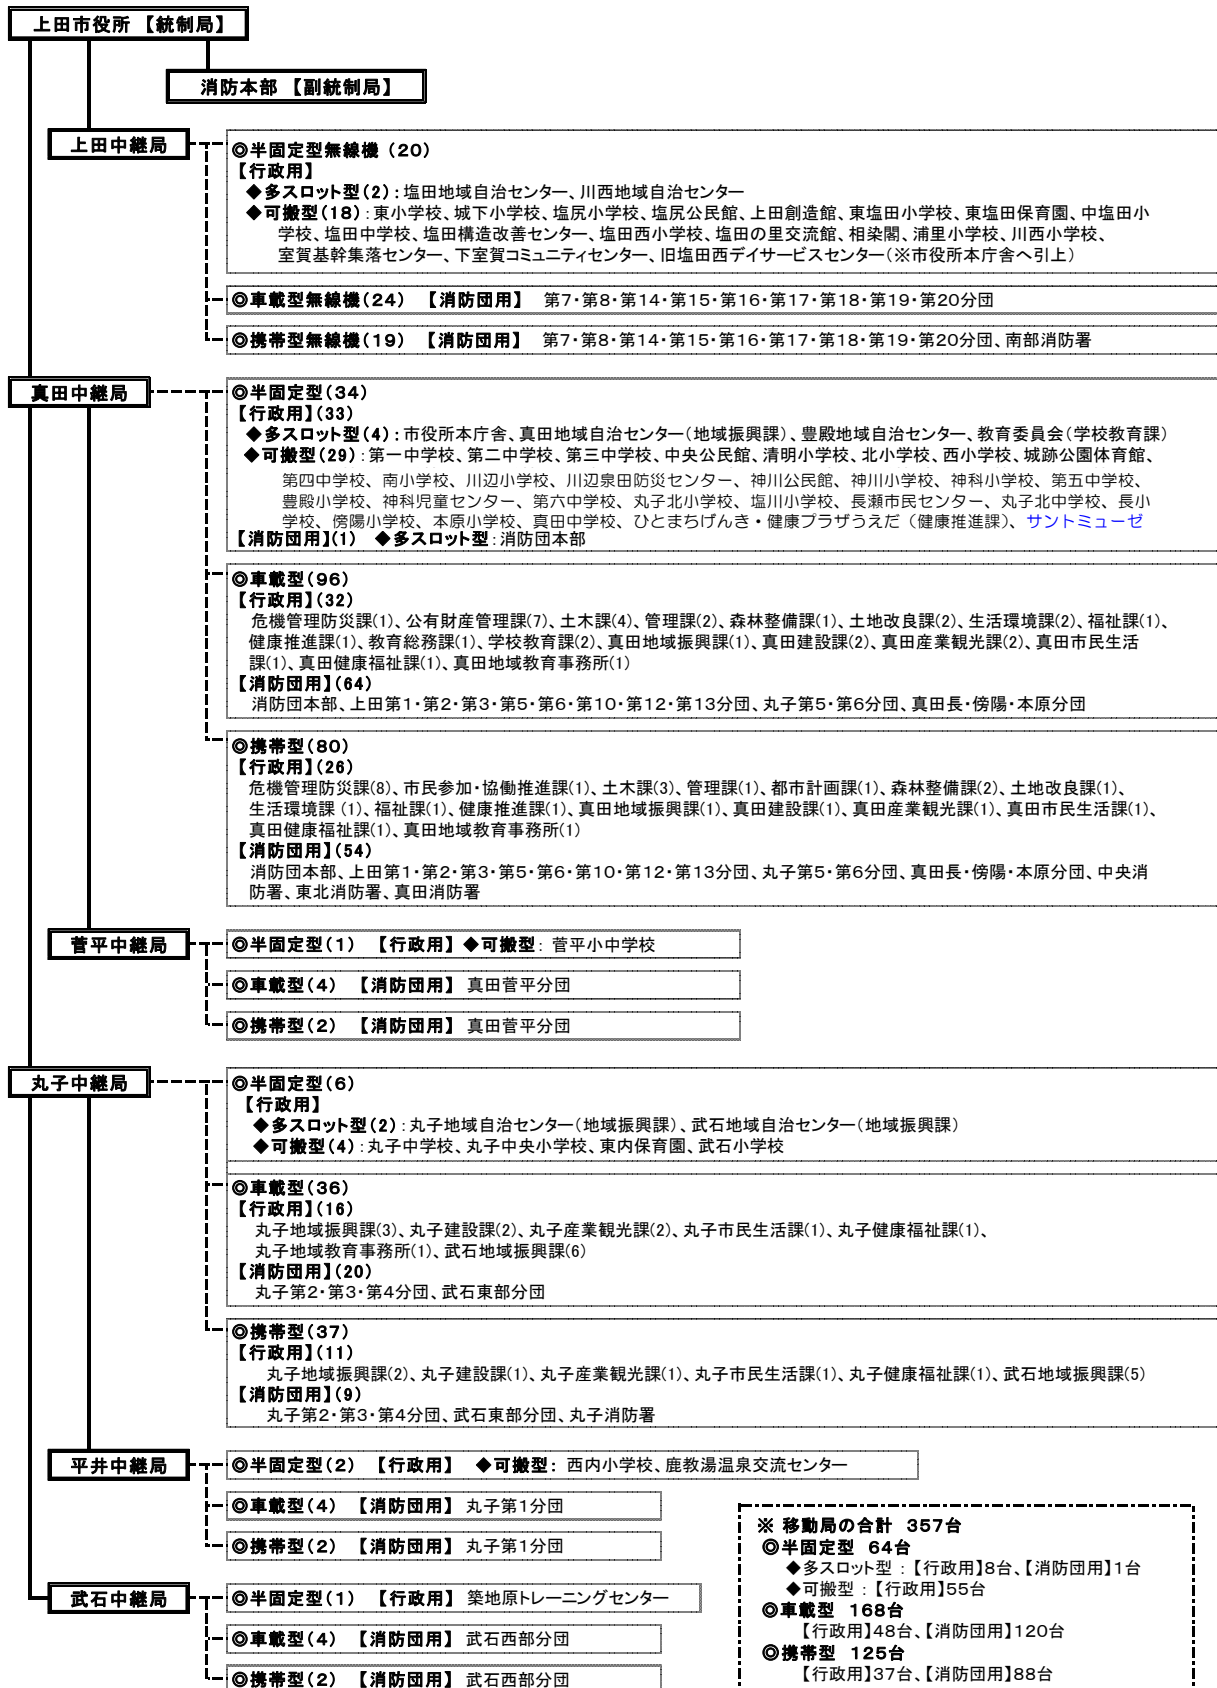 上田市役所 【統制局】
消防本部 【副統制局】
上田中継局
◎半固定型無線機 (20)
【行政用】
◆多スロット型(2)：塩田地域自治センター、川西地域自治センター
◆可搬型(18)：東小学校、城下小学校、塩尻小学校、塩尻公民館、上田創造館、東塩田小学校、東塩田保育園、中塩田小
学校、塩田中学校、塩田構造改善センター、塩田西小学校、塩田の里交流館、相染閣、浦里小学校、川西小学校、
室賀基幹集落センター、下室賀コミュニティセンター、旧塩田西デイサービスセンター(※市役所本庁舎へ引上)
◎車載型無線機(24) 【消防団用】 第7・第8・第14・第15・第16・第17・第18・第19・第20分団
◎携帯型無線機(19) 【消防団用】 第7・第8・第14・第15・第16・第17・第18・第19・第20分団、南部消防署
真田中継局
◎半固定型(34)
【行政用】(33)
◆多スロット型(4)：市役所本庁舎、真田地域自治センター(地域振興課)、豊殿地域自治センター、教育委員会(学校教育課)
◆可搬型(29)：第一中学校、第二中学校、第三中学校、中央公民館、清明小学校、北小学校、西小学校、城跡公園体育館、
第四中学校、南小学校、川辺小学校、川辺泉田防災センター、神川公民館、神川小学校、神科小学校、第五中学校、
豊殿小学校、神科児童センター、第六中学校、丸子北小学校、塩川小学校、長瀬市民センター、丸子北中学校、長小
学校、傍陽小学校、本原小学校、真田中学校、ひとまちげんき・健康プラザうえだ（健康推進課）、サントミューゼ
【消防団用】(1) ◆多スロット型：消防団本部
◎車載型(96)
【行政用】(32)
危機管理防災課(1)、公有財産管理課(7)、土木課(4)、管理課(2)、森林整備課(1)、土地改良課(2)、生活環境課(2)、福祉課(1)、
健康推進課(1)、教育総務課(1)、学校教育課(2)、真田地域振興課(1)、真田建設課(2)、真田産業観光課(2)、真田市民生活
課(1)、真田健康福祉課(1)、真田地域教育事務所(1)
【消防団用】(64)
消防団本部、上田第1・第2・第3・第5・第6・第10・第12・第13分団、丸子第5・第6分団、真田長・傍陽・本原分団
◎携帯型(80)
【行政用】(26)
危機管理防災課(8)、市民参加・協働推進課(1)、土木課(3)、管理課(1)、都市計画課(1)、森林整備課(2)、土地改良課(1)、
生活環境課 (1)、福祉課(1)、健康推進課(1)、真田地域振興課(1)、真田建設課(1)、真田産業観光課(1)、真田市民生活課(1)、
真田健康福祉課(1)、真田地域教育事務所(1)
【消防団用】(54)
消防団本部、上田第1・第2・第3・第5・第6・第10・第12・第13分団、丸子第5・第6分団、真田長・傍陽・本原分団、中央消
防署、東北消防署、真田消防署
菅平中継局
◎半固定型(1) 【行政用】 ◆可搬型： 菅平小中学校
◎車載型(4) 【消防団用】 真田菅平分団
◎携帯型(2) 【消防団用】 真田菅平分団
丸子中継局
◎半固定型(6)
【行政用】
◆多スロット型(2)：丸子地域自治センター(地域振興課)、武石地域自治センター(地域振興課)
◆可搬型(4)：丸子中学校、丸子中央小学校、東内保育園、武石小学校
◎車載型(36)
【行政用】(16)
丸子地域振興課(3)、丸子建設課(2)、丸子産業観光課(2)、丸子市民生活課(1)、丸子健康福祉課(1)、
丸子地域教育事務所(1)、武石地域振興課(6)
【消防団用】(20)
丸子第2・第3・第4分団、武石東部分団
◎携帯型(37)
【行政用】(11)
丸子地域振興課(2)、丸子建設課(1)、丸子産業観光課(1)、丸子市民生活課(1)、丸子健康福祉課(1)、武石地域振興課(5)
【消防団用】(9)
丸子第2・第3・第4分団、武石東部分団、丸子消防署
平井中継局
◎半固定型(2) 【行政用】 ◆可搬型： 西内小学校、鹿教湯温泉交流センター
◎車載型(4) 【消防団用】 丸子第1分団
◎携帯型(2) 【消防団用】 丸子第1分団
武石中継局
◎半固定型(1) 【行政用】 築地原トレーニングセンター
◎車載型(4) 【消防団用】 武石西部分団
◎携帯型(2) 【消防団用】 武石西部分団
※ 移動局の合計 357台
◎半固定型 64台
◆多スロット型 ：【行政用】8台、【消防団用】1台
◆可搬型 ：【行政用】55台
◎車載型 168台
【行政用】48台、【消防団用】120台
◎携帯型 125台
【行政用】37台、【消防団用】88台